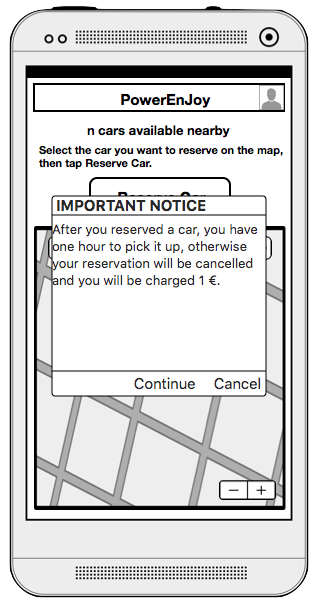 PowerEnJoy
n cars available nearby
Select the car you want to reserve on the map,
then tap Reserve Car.
Reserve Car
IMPORTANT NOTICE
After you reserved a car, you have
one hour to pick it up, otherwise
your reservation will be cancelled
and you will be charged 1 €.
Continue Cancel
− +